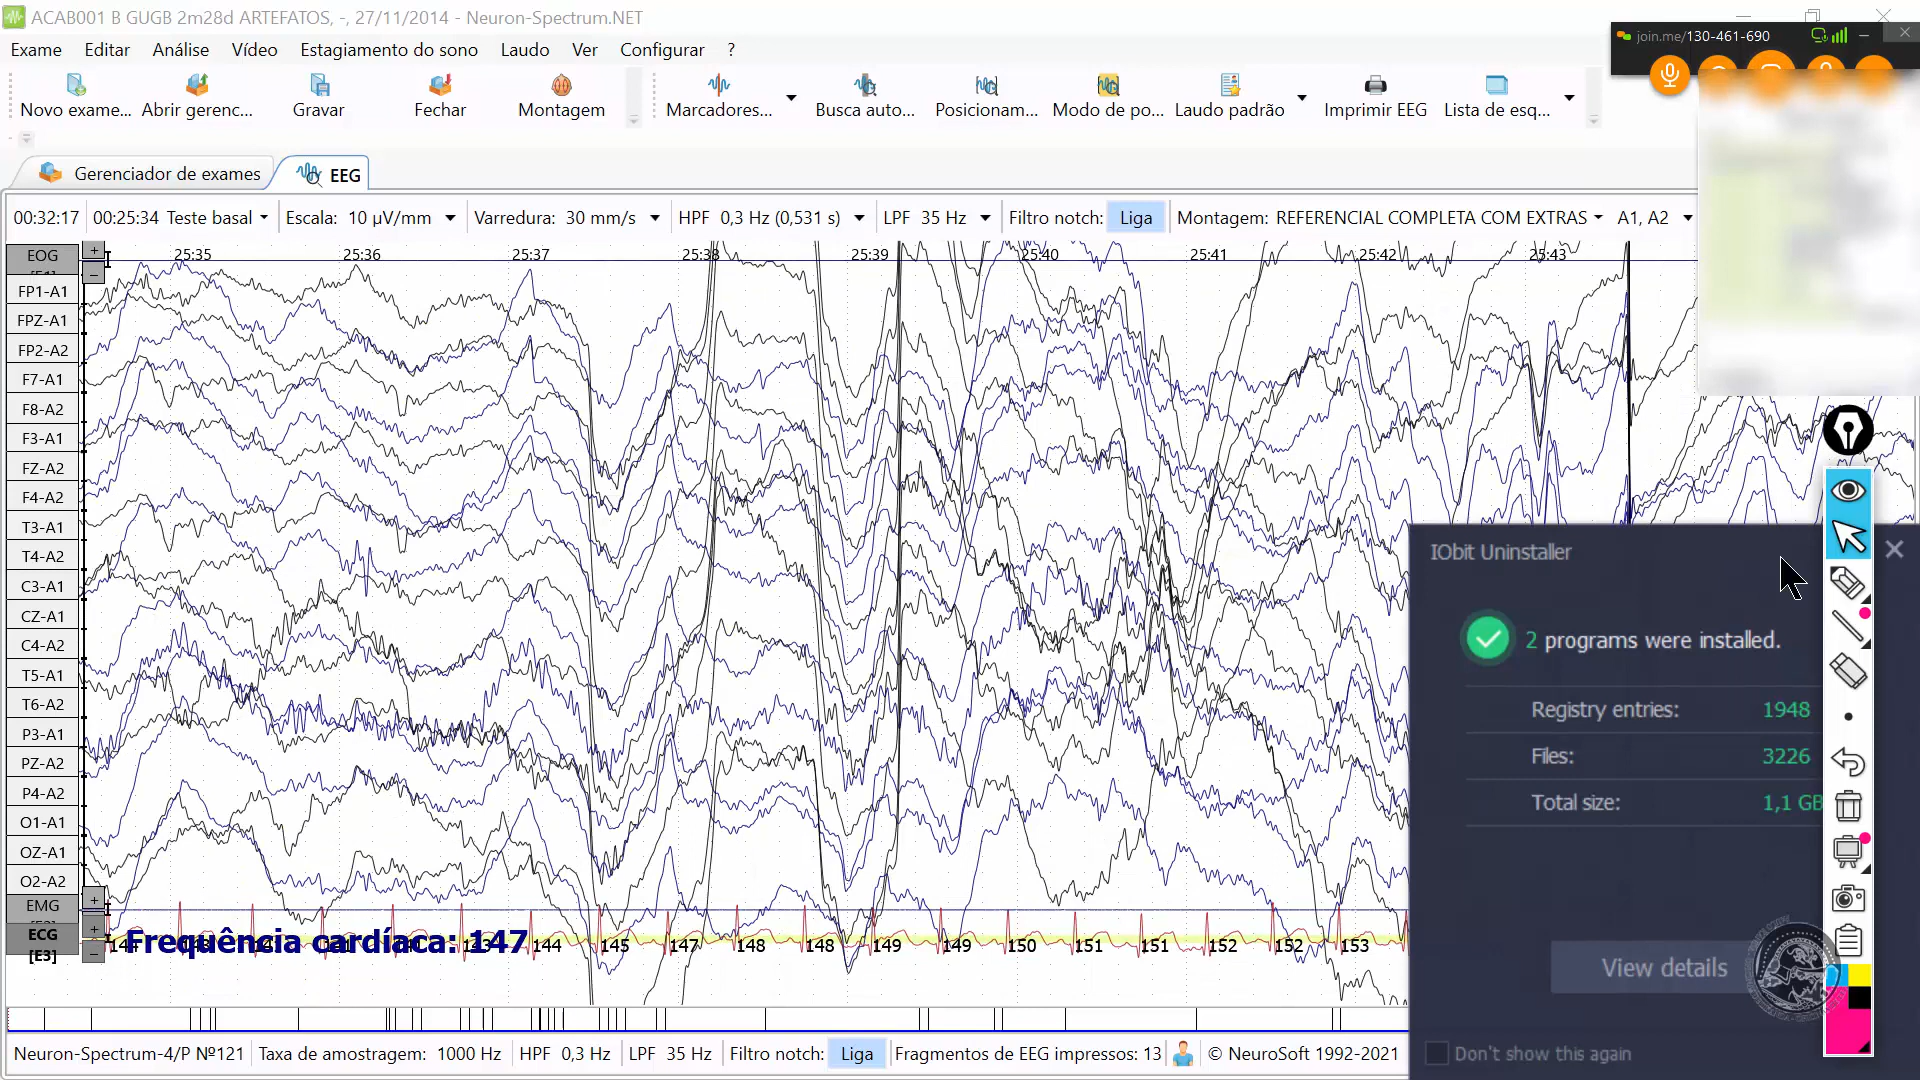 ACAB001 B GUGB 2m28d ARTEFATOS, -, 27/11/2014 - Neuron-Spectrum.NET
join.me/130-461-690
Exame Editar Análise Vídeo Estagiamento do sono Laudo Ver Configurar ?
Novo exame... Abrir gerenc... Gravar Fechar Montagem Marcadores... Busca auto... Posicionam... Modo de po... Laudo padrão Imprimir EEG Lista de esq...
Gerenciador de exames EEG
00:32:17 00:25:34 Teste basal Escala: 10 µV/mm Varredura: 30 mm/s HPF 0,3 Hz (0,531 s) LPF 35 Hz Filtro notch: Liga Montagem: REFERENCIAL COMPLETA COM EXTRAS A1, A2
25:35 25:36 25:37 25:38 25:39 25:40 25:41 25:42 25:43
EOG
FP1-A1
FPZ-A1
FP2-A2
F7-A1
F8-A2
F3-A1
FZ-A2
F4-A2
T3-A1
T4-A2
C3-A1
CZ-A1
C4-A2
T5-A1
T6-A2
P3-A1
PZ-A2
P4-A2
O1-A1
OZ-A1
O2-A2
EMG
ECG
[E3]
Frequência cardíaca: 147
144 145 147 148 148 149 149 150 151 151 152 152 153
IObit Uninstaller
2 programs were installed.
Registry entries: 1948
Files: 3226
Total size: 1,1 GB
View details
Don't show this again
Neuron-Spectrum-4/P Nº121 Taxa de amostragem: 1000 Hz HPF 0,3 Hz LPF 35 Hz Filtro notch: Liga Fragmentos de EEG impressos: 13 © NeuroSoft 1992-2021